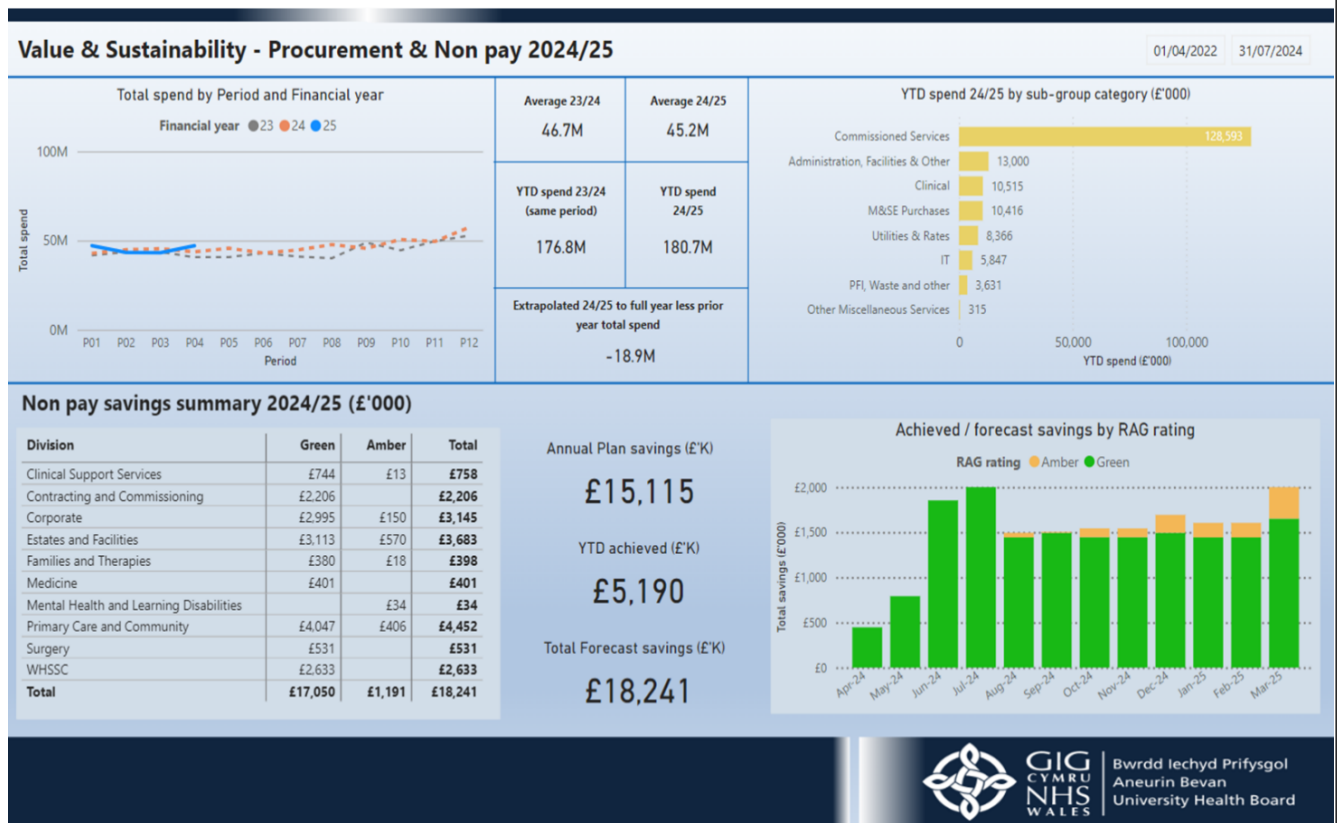 Value & Sustainability - Procurement & Non pay 2024/25
01/04/2022 31/07/2024
Total spend by Period and Financial year
Financial year 23 24 25
100M
50M
0M
Total spend
P01 P02 P03 P04 P05 P06 P07 P08 P09 P10 P11 P12
Period
Average 23/24
46.7M
Average 24/25
45.2M
YTD spend 23/24
(same period)
176.8M
YTD spend
24/25
180.7M
Extrapolated 24/25 to full year less prior
year total spend
-18.9M
YTD spend 24/25 by sub-group category (£'000)
Commissioned Services 128,593
Administration, Facilities & Other 13,000
Clinical 10,515
M&SE Purchases 10,416
Utilities & Rates 8,366
IT 5,847
PFI, Waste and other 3,631
Other Miscellaneous Services 315
0 50,000 100,000
YTD spend (£'000)
Non pay savings summary 2024/25 (£'000)
Division Green Amber Total
Clinical Support Services £744 £13 £758
Contracting and Commissioning £2,206 £2,206
Corporate £2,995 £150 £3,145
Estates and Facilities £3,113 £570 £3,683
Families and Therapies £380 £18 £398
Medicine £401 £401
Mental Health and Learning Disabilities £34 £34
Primary Care and Community £4,047 £406 £4,452
Surgery £531 £531
WHSSC £2,633 £2,633
Total £17,050 £1,191 £18,241
Annual Plan savings (£'K)
£15,115
YTD achieved (£'K)
£5,190
Total Forecast savings (£'K)
£18,241
Achieved / forecast savings by RAG rating
RAG rating Amber Green
£2,000
£1,500
£1,000
£500
£0
Total savings (£'000)
Apr-24 May-24 Jun-24 Jul-24 Aug-24 Sep-24 Oct-24 Nov-24 Dec-24 Jan-25 Feb-25 Mar-25
GIG
CYMRU
NHS
WALES
Bwrdd Iechyd Prifysgol
Aneurin Bevan
University Health Board